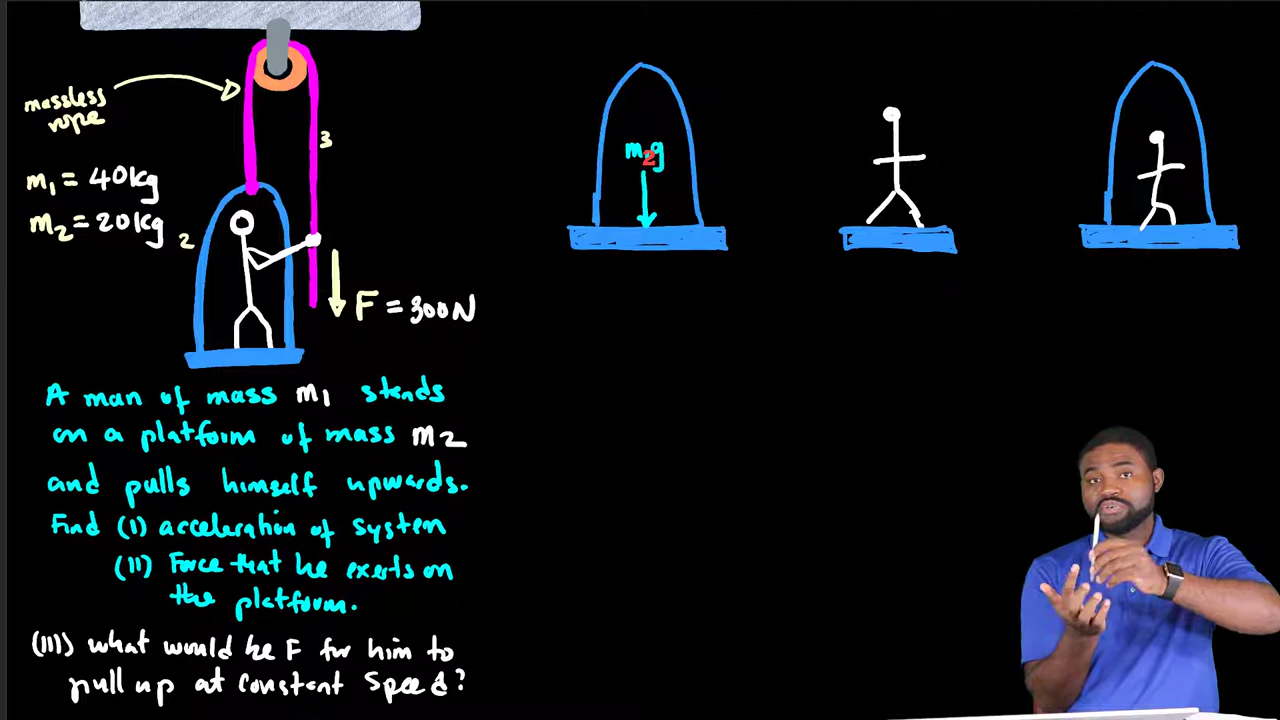 massless
rope
3
m₁ = 40kg
m₂ = 20kg
2
F = 300N
m₂g
A man of mass m₁ stands
on a platform of mass m₂
and pulls himself upwards.
Find (I) acceleration of system
(II) Force that he exerts on
the platform.
(III) what would be F for him to
pull up at constant speed?